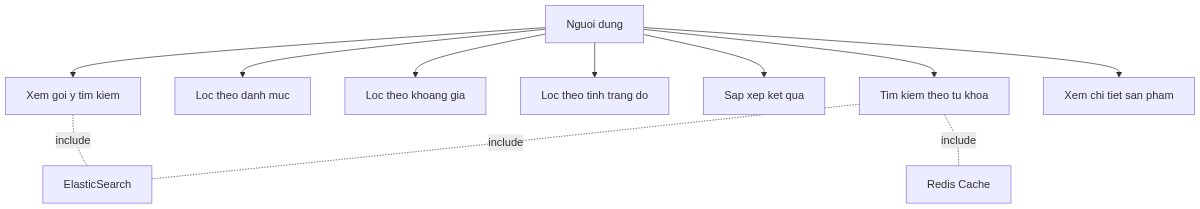 Nguoi dung
Xem goi y tim kiem
Loc theo danh muc
Loc theo khoang gia
Loc theo tinh trang do
Sap xep ket qua
Tim kiem theo tu khoa
Xem chi tiet san pham
include
include
include
ElasticSearch
Redis Cache